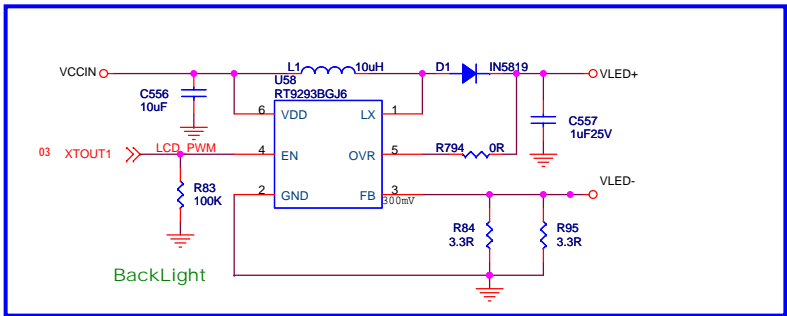 VCCIN
L1
10uH
D1
IN5819
VLED+
U58
RT9293BGJ6
C556
10uF
6
VDD
LX
1
C557
1uF25V
03
XTOUT1
LCD_PWM
4
EN
OVR
5
R794
0R
R83
100K
2
GND
FB
3
300mV
VLED-
R84
3.3R
R95
3.3R
BackLight